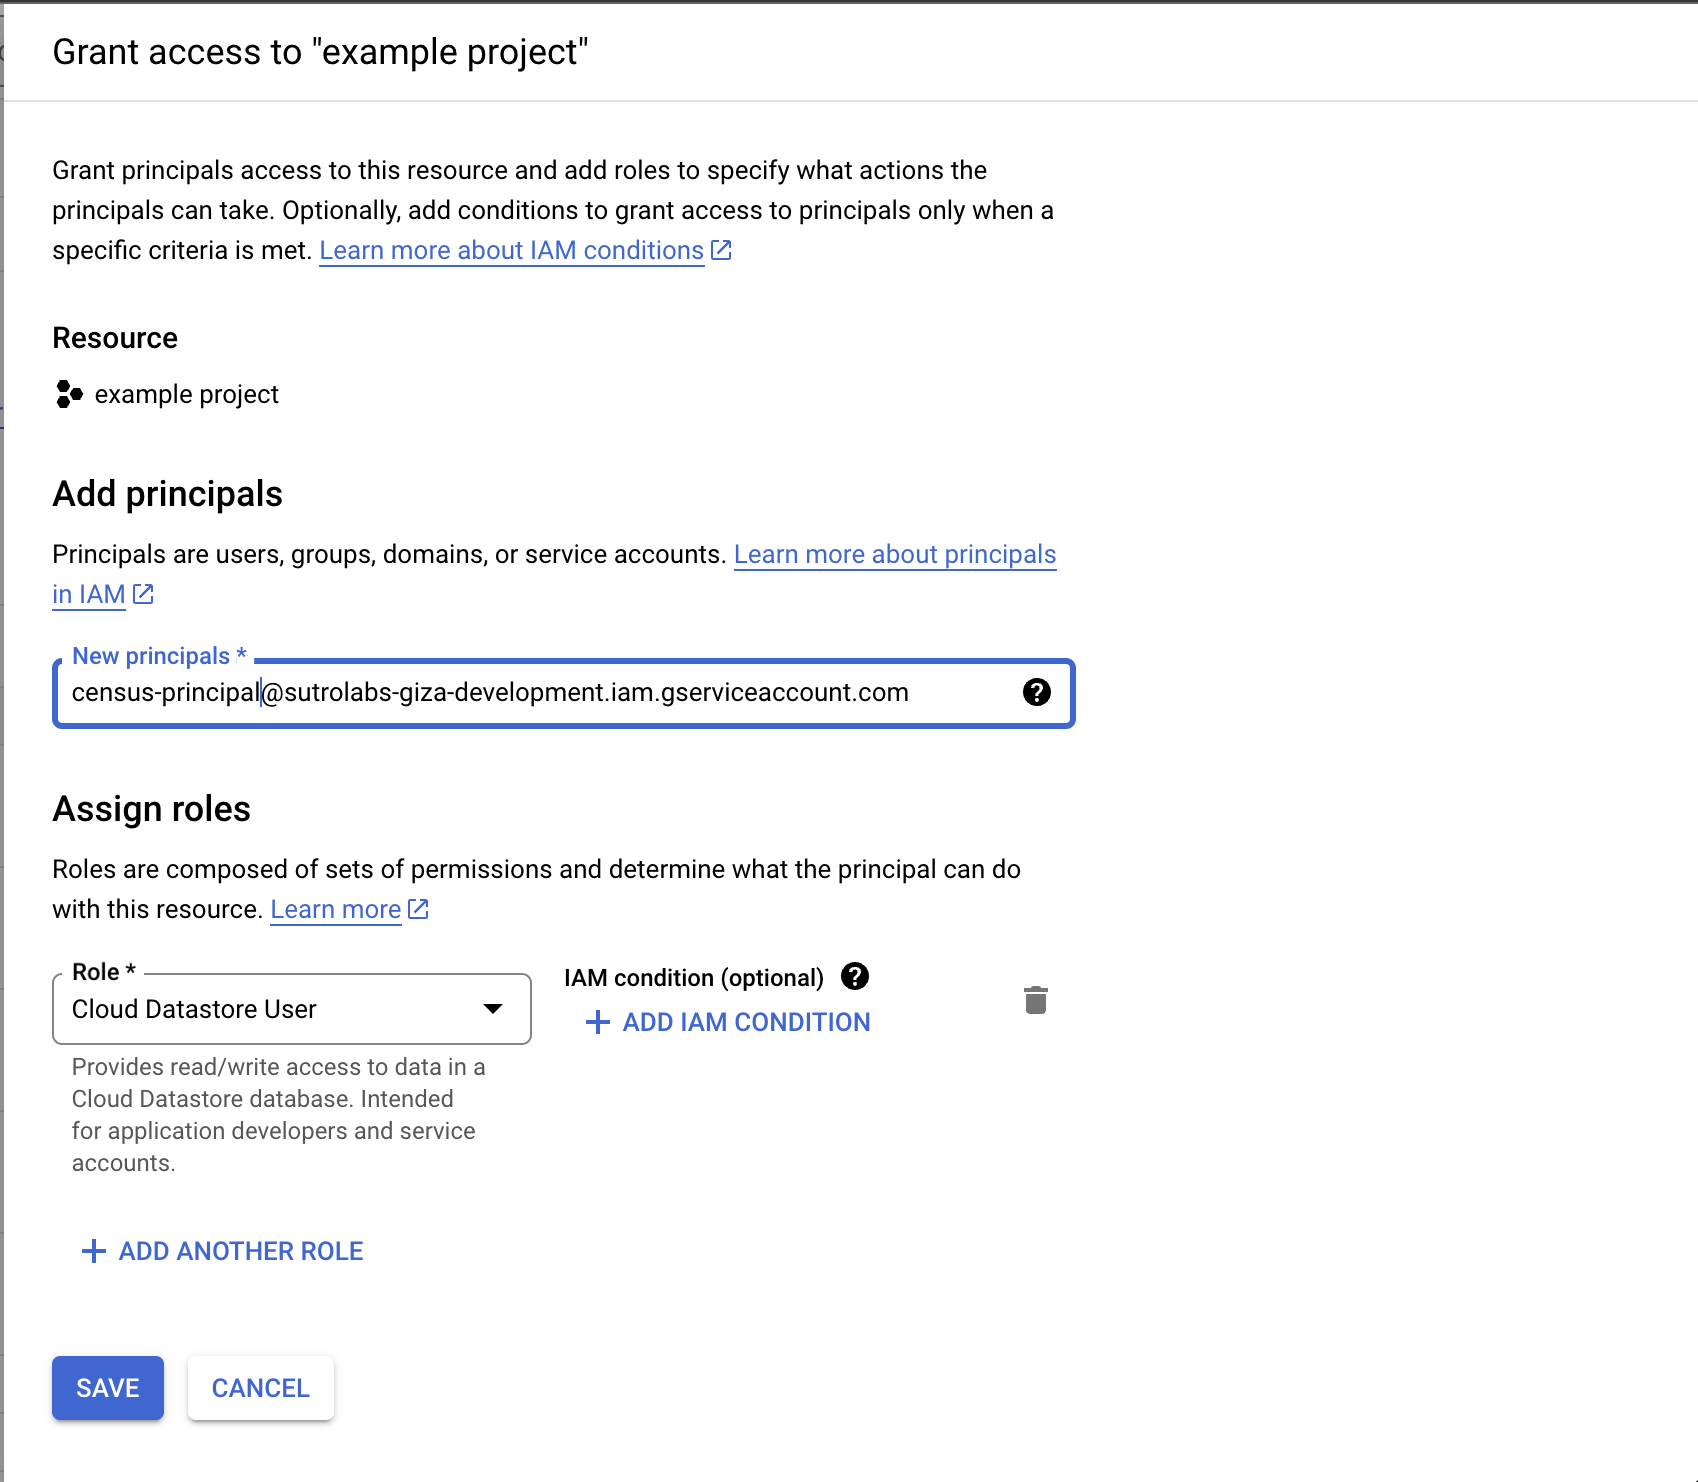 Grant access to "example project"
Grant principals access to this resource and add roles to specify what actions the
principals can take. Optionally, add conditions to grant access to principals only when a
specific criteria is met. Learn more about IAM conditions
Resource
example project
Add principals
Principals are users, groups, domains, or service accounts. Learn more about principals
in IAM
New principals *
census-principal@sutrolabs-giza-development.iam.gserviceaccount.com
Assign roles
Roles are composed of sets of permissions and determine what the principal can do
with this resource. Learn more
Role *
Cloud Datastore User
IAM condition (optional)
ADD IAM CONDITION
Provides read/write access to data in a
Cloud Datastore database. Intended
for application developers and service
accounts.
ADD ANOTHER ROLE
SAVE CANCEL